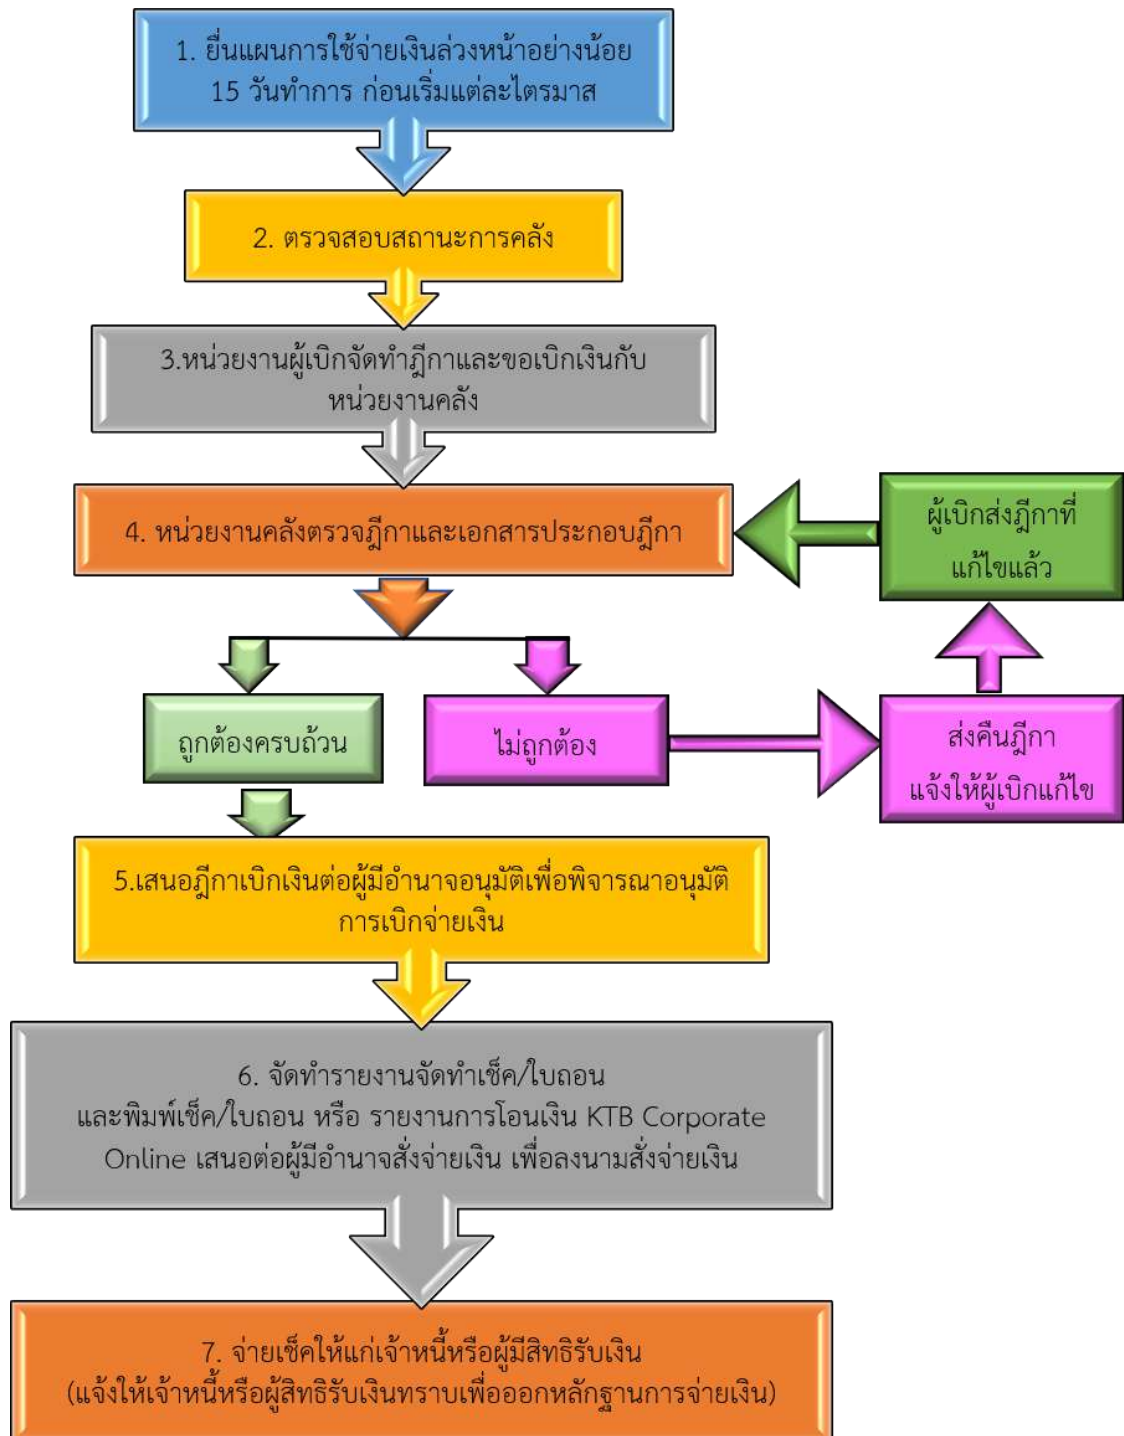 1. ยื่นแผนการใช้จ่ายเงินล่วงหน้าอย่างน้อย
15 วันทำการ ก่อนเริ่มแต่ละไตรมาส
2. ตรวจสอบสถานะการคลัง
3.หน่วยงานผู้เบิกจัดทำฎีกาและขอเบิกเงินกับ
หน่วยงานคลัง
4. หน่วยงานคลังตรวจฎีกาและเอกสารประกอบฎีกา
ผู้เบิกส่งฎีกาที่
แก้ไขแล้ว
ถูกต้องครบถ้วน
ไม่ถูกต้อง
ส่งคืนฎีกา
แจ้งให้ผู้เบิกแก้ไข
5.เสนอฎีกาเบิกเงินต่อผู้มีอำนาจอนุมัติเพื่อพิจารณาอนุมัติ
การเบิกจ่ายเงิน
6. จัดทำรายงานจัดทำเช็ค/ใบถอน
และพิมพ์เช็ค/ใบถอน หรือ รายงานการโอนเงิน KTB Corporate
Online เสนอต่อผู้มีอำนาจสั่งจ่ายเงิน เพื่อลงนามสั่งจ่ายเงิน
7. จ่ายเช็คให้แก่เจ้าหนี้หรือผู้มีสิทธิรับเงิน
(แจ้งให้เจ้าหนี้หรือผู้สิทธิรับเงินทราบเพื่อออกหลักฐานการจ่ายเงิน)